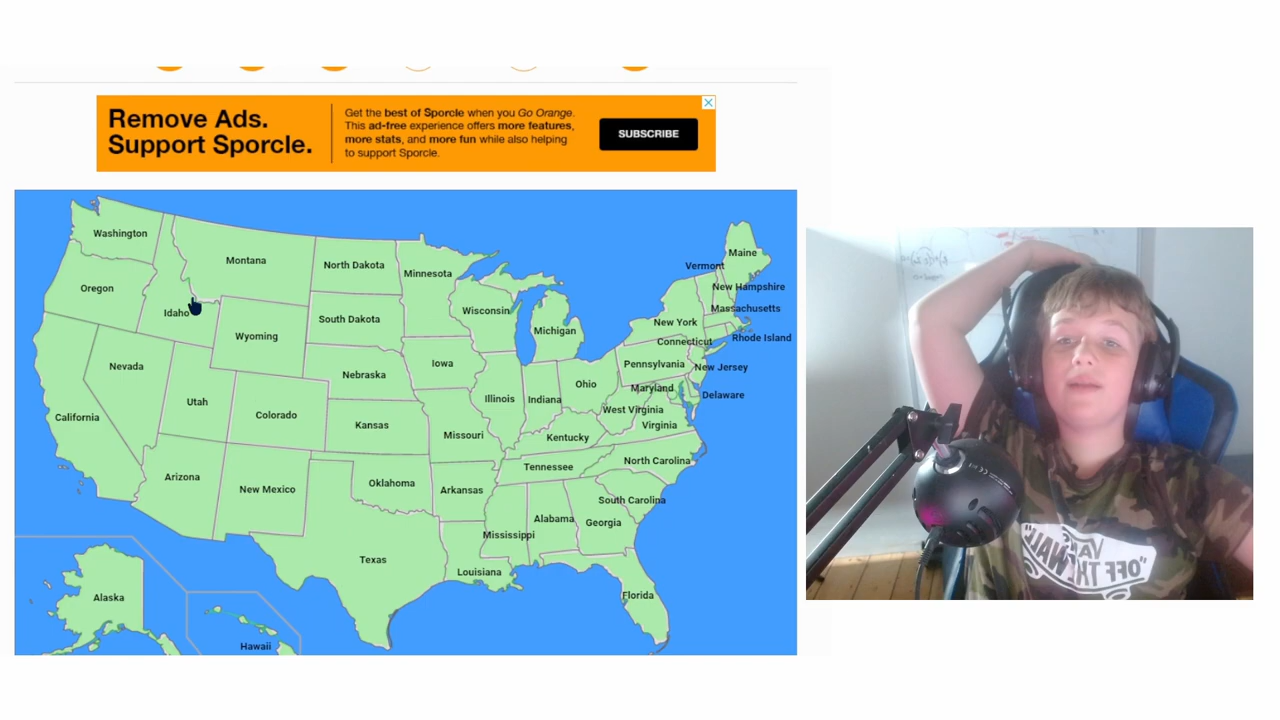 Remove Ads.
Support Sporcle.
Get the best of Sporcle when you Go Orange.
This ad-free experience offers more features,
more stats, and more fun while also helping
to support Sporcle.
SUBSCRIBE
Washington
Montana
North Dakota
Minnesota
Maine
Vermont
Oregon
Idaho
South Dakota
Wisconsin
New Hampshire
Massachusetts
Wyoming
Michigan
New York
Rhode Island
Connecticut
Nevada
Nebraska
Iowa
Pennsylvania
New Jersey
Ohio
Maryland
Delaware
California
Utah
Colorado
Kansas
Illinois
Indiana
West Virginia
Virginia
Missouri
Kentucky
Arizona
New Mexico
Oklahoma
Arkansas
Tennessee
North Carolina
South Carolina
Texas
Mississippi
Alabama
Georgia
Louisiana
Florida
Alaska
Hawaii
VANS
"OFF THE WALL"